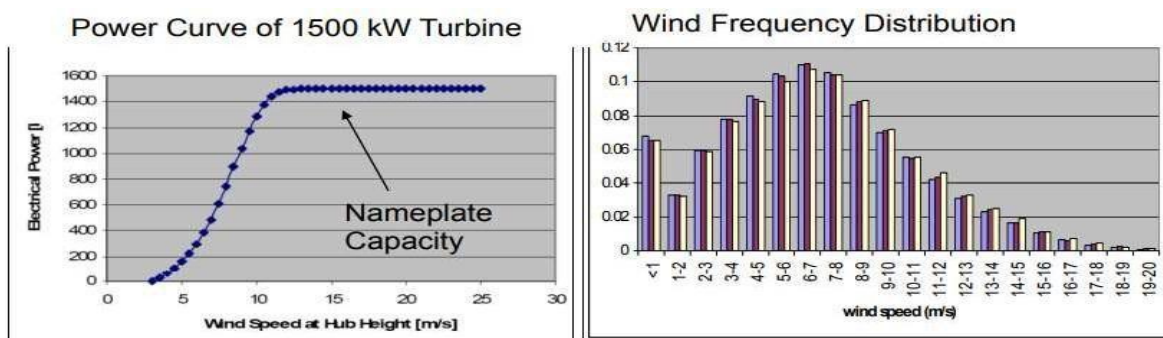 Power Curve of 1500 kW Turbine
1600
1400
1200
1000
800
600
400
200
0
Electrical Power [
0 5 10 15 20 25 30
Wind Speed at Hub Height [m/s]
Nameplate
Capacity
Wind Frequency Distribution
0.12
0.1
0.08
0.06
0.04
0.02
0
<1 1-2 2-3 3-4 4-5 5-6 6-7 7-8 8-9 9-10 10-11 11-12 12-13 13-14 14-15 15-16 16-17 17-18 18-19 19-20
wind speed (m/s)